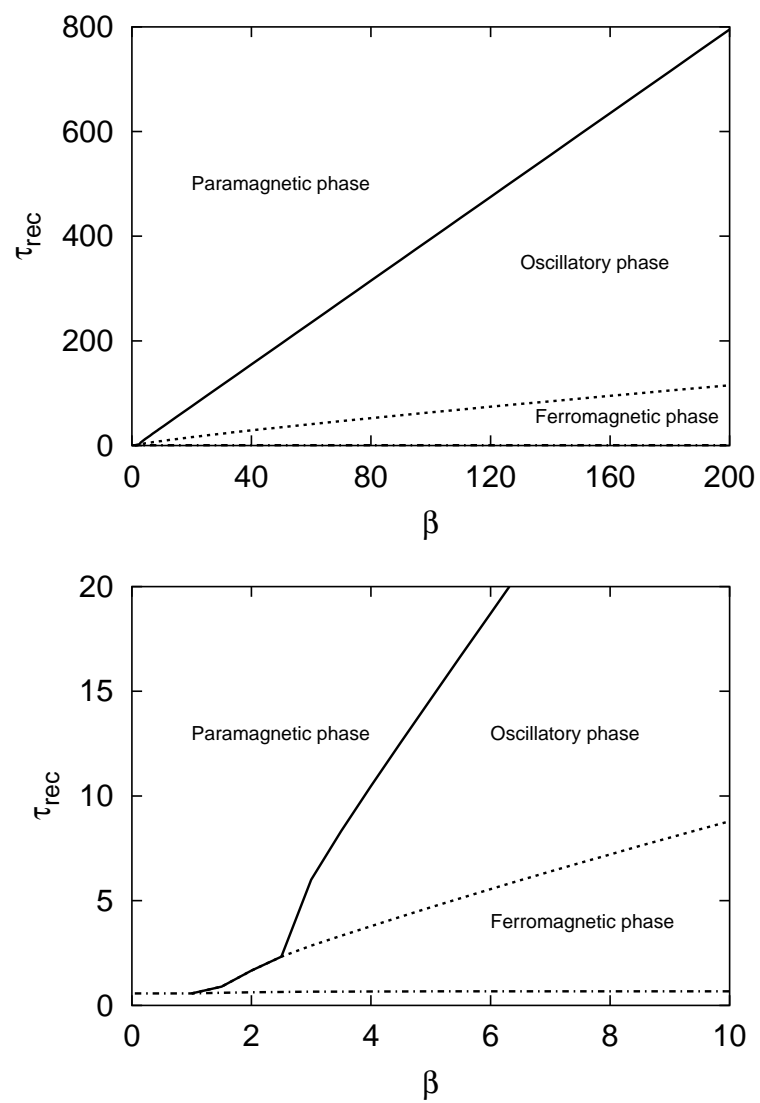 800
600
400
200
0
τrec
Paramagnetic phase
Oscillatory phase
Ferromagnetic phase
0 40 80 120 160 200
β
20
15
10
5
0
τrec
Paramagnetic phase
Oscillatory phase
Ferromagnetic phase
0 2 4 6 8 10
β